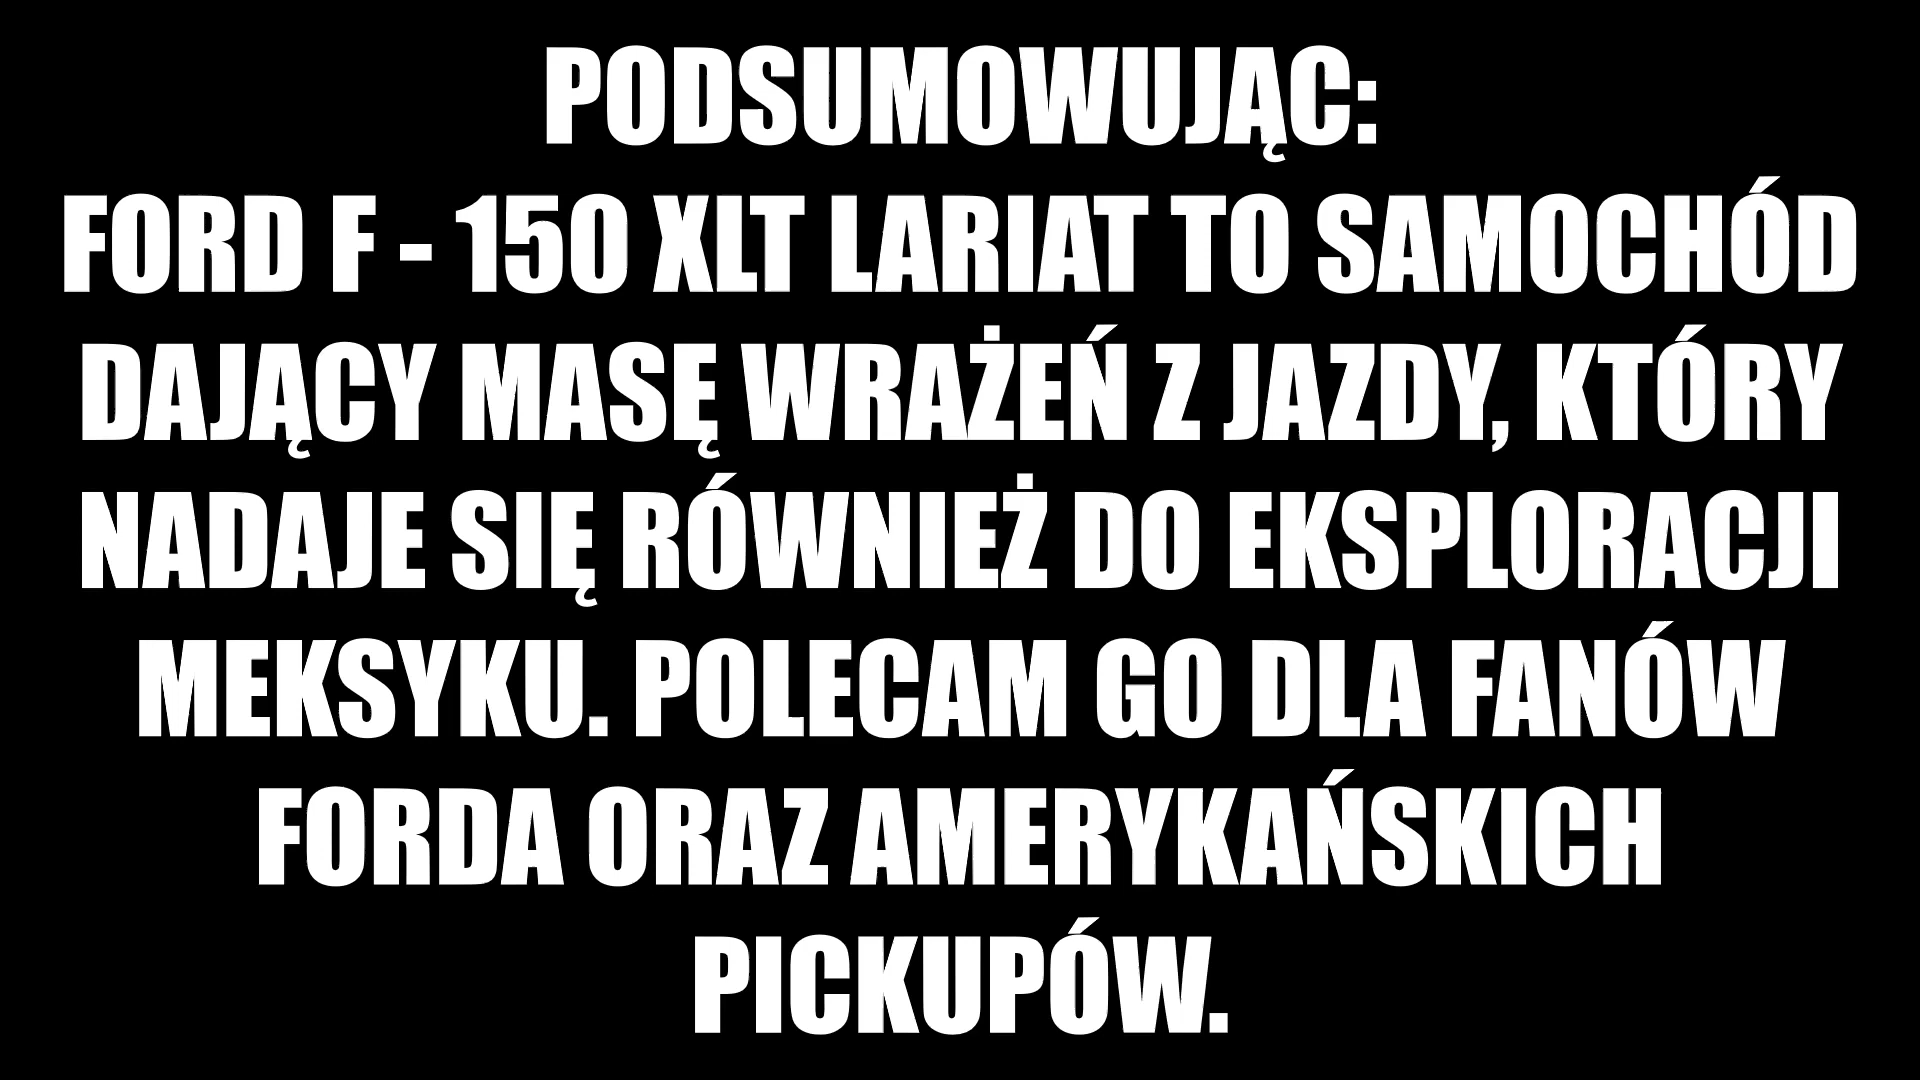 PODSUMOWUJĄC:
FORD F - 150 XLT LARIAT TO SAMOCHÓD
DAJĄCY MASĘ WRAŻEŃ Z JAZDY, KTÓRY
NADAJE SIĘ RÓWNIEŻ DO EKSPLORACJI
MEKSYKU. POLECAM GO DLA FANÓW
FORDA ORAZ AMERYKAŃSKICH
PICKUPÓW.